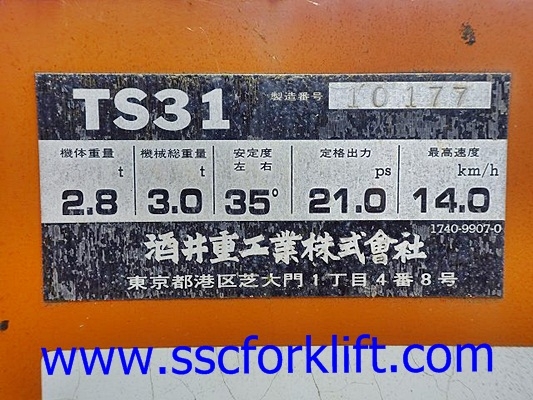 TS31 製造番号 10177
機体重量 機械総重量 安定度 定格出力 最高速度
t t 左右 ps km/h
2.8 3.0 35° 21.0 14.0
1740-9907-0
酒井重工業株式會社
東京都港区芝大門1丁目4番8号
www.sscforklift.com